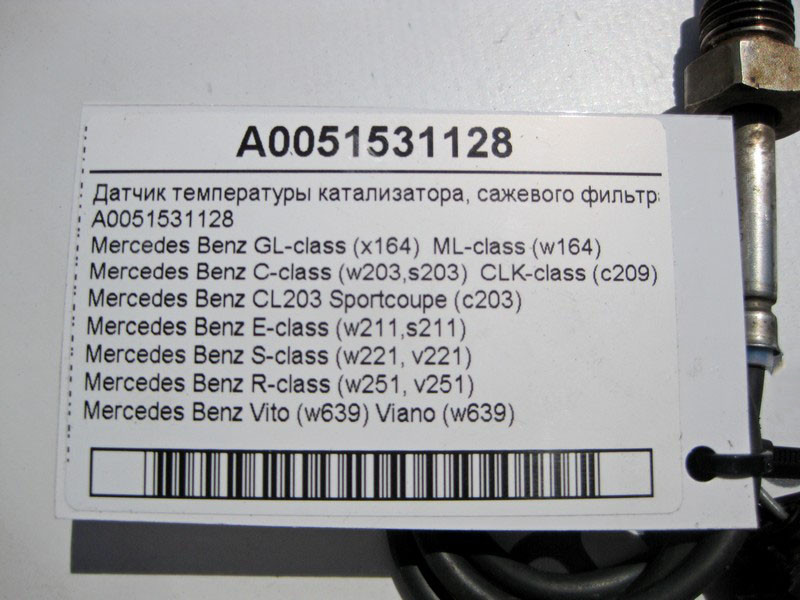 A0051531128
Датчик температуры катализатора, сажевого фильтр
A0051531128
Mercedes Benz GL-class (x164) ML-class (w164)
Mercedes Benz C-class (w203,s203) CLK-class (c209)
Mercedes Benz CL203 Sportcoupe (c203)
Mercedes Benz E-class (w211,s211)
Mercedes Benz S-class (w221, v221)
Mercedes Benz R-class (w251, v251)
Mercedes Benz Vito (w639) Viano (w639)